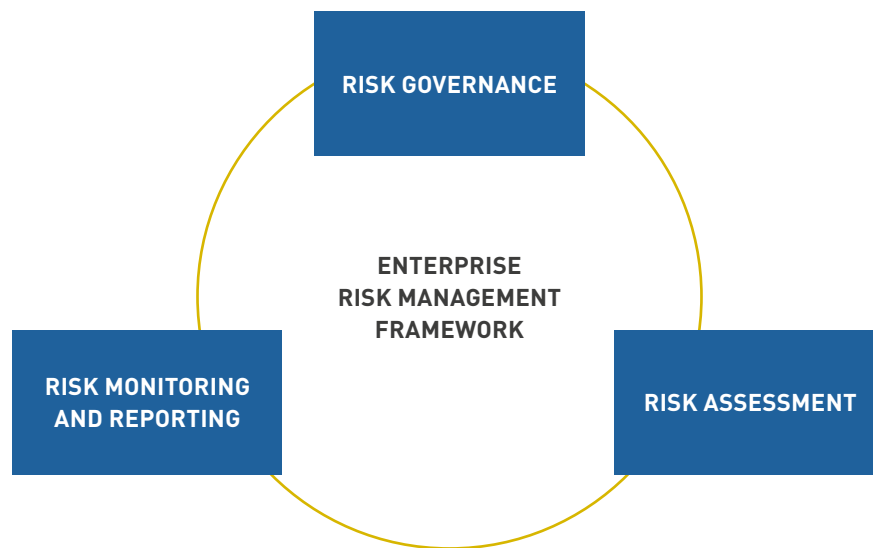 RISK GOVERNANCE
ENTERPRISE
RISK MANAGEMENT
FRAMEWORK
RISK MONITORING
AND REPORTING
RISK ASSESSMENT